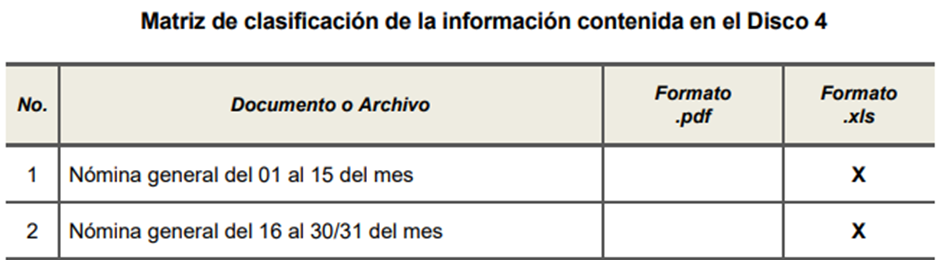 Matriz de clasificación de la información contenida en el Disco 4
No. Documento o Archivo Formato .pdf Formato .xls
1 Nómina general del 01 al 15 del mes X
2 Nómina general del 16 al 30/31 del mes X